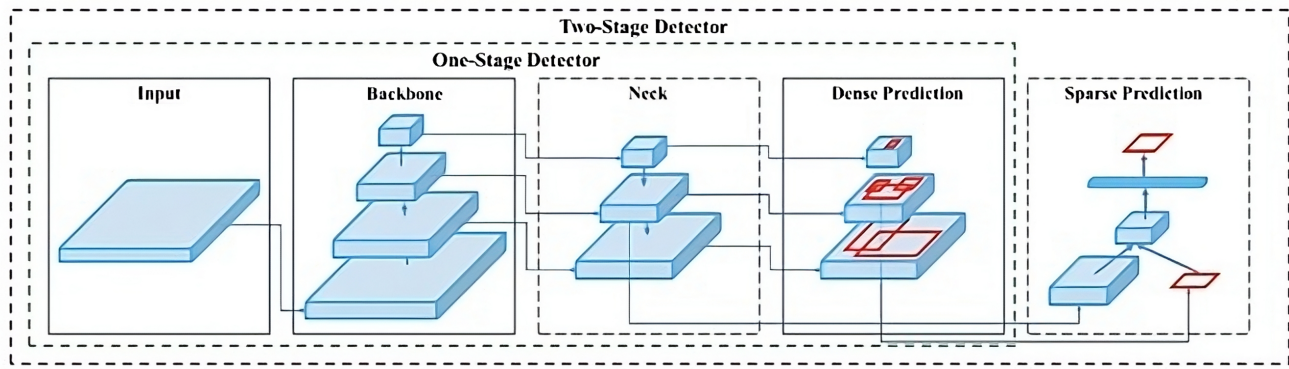 Two-Stage Detector
One-Stage Detector
Input
Backbone
Neck
Dense Prediction
Sparse Prediction